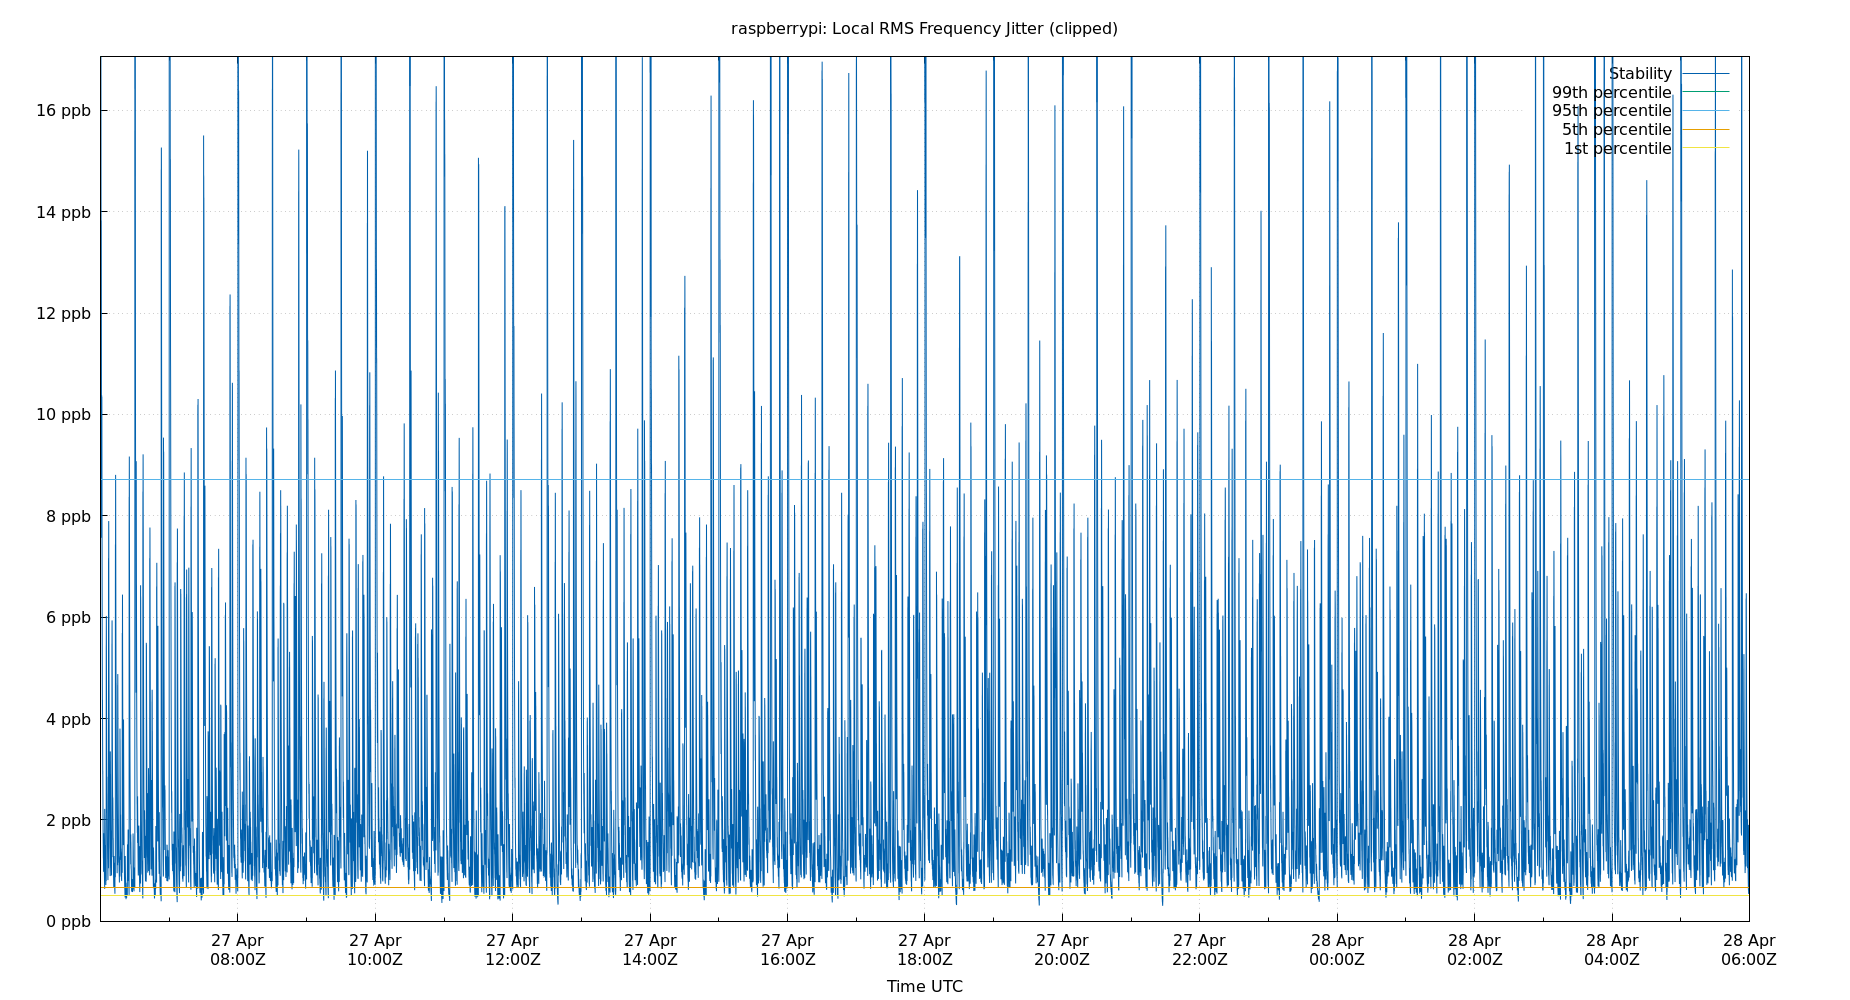 raspberrypi: Local RMS Frequency Jitter (clipped)
Stability
99th percentile
95th percentile
5th percentile
1st percentile
16 ppb
14 ppb
12 ppb
10 ppb
8 ppb
6 ppb
4 ppb
2 ppb
0 ppb
27 Apr 27 Apr 27 Apr 27 Apr 27 Apr 27 Apr 27 Apr 27 Apr 28 Apr 28 Apr 28 Apr 28 Apr
08:00Z 10:00Z 12:00Z 14:00Z 16:00Z 18:00Z 20:00Z 22:00Z 00:00Z 02:00Z 04:00Z 06:00Z
Time UTC